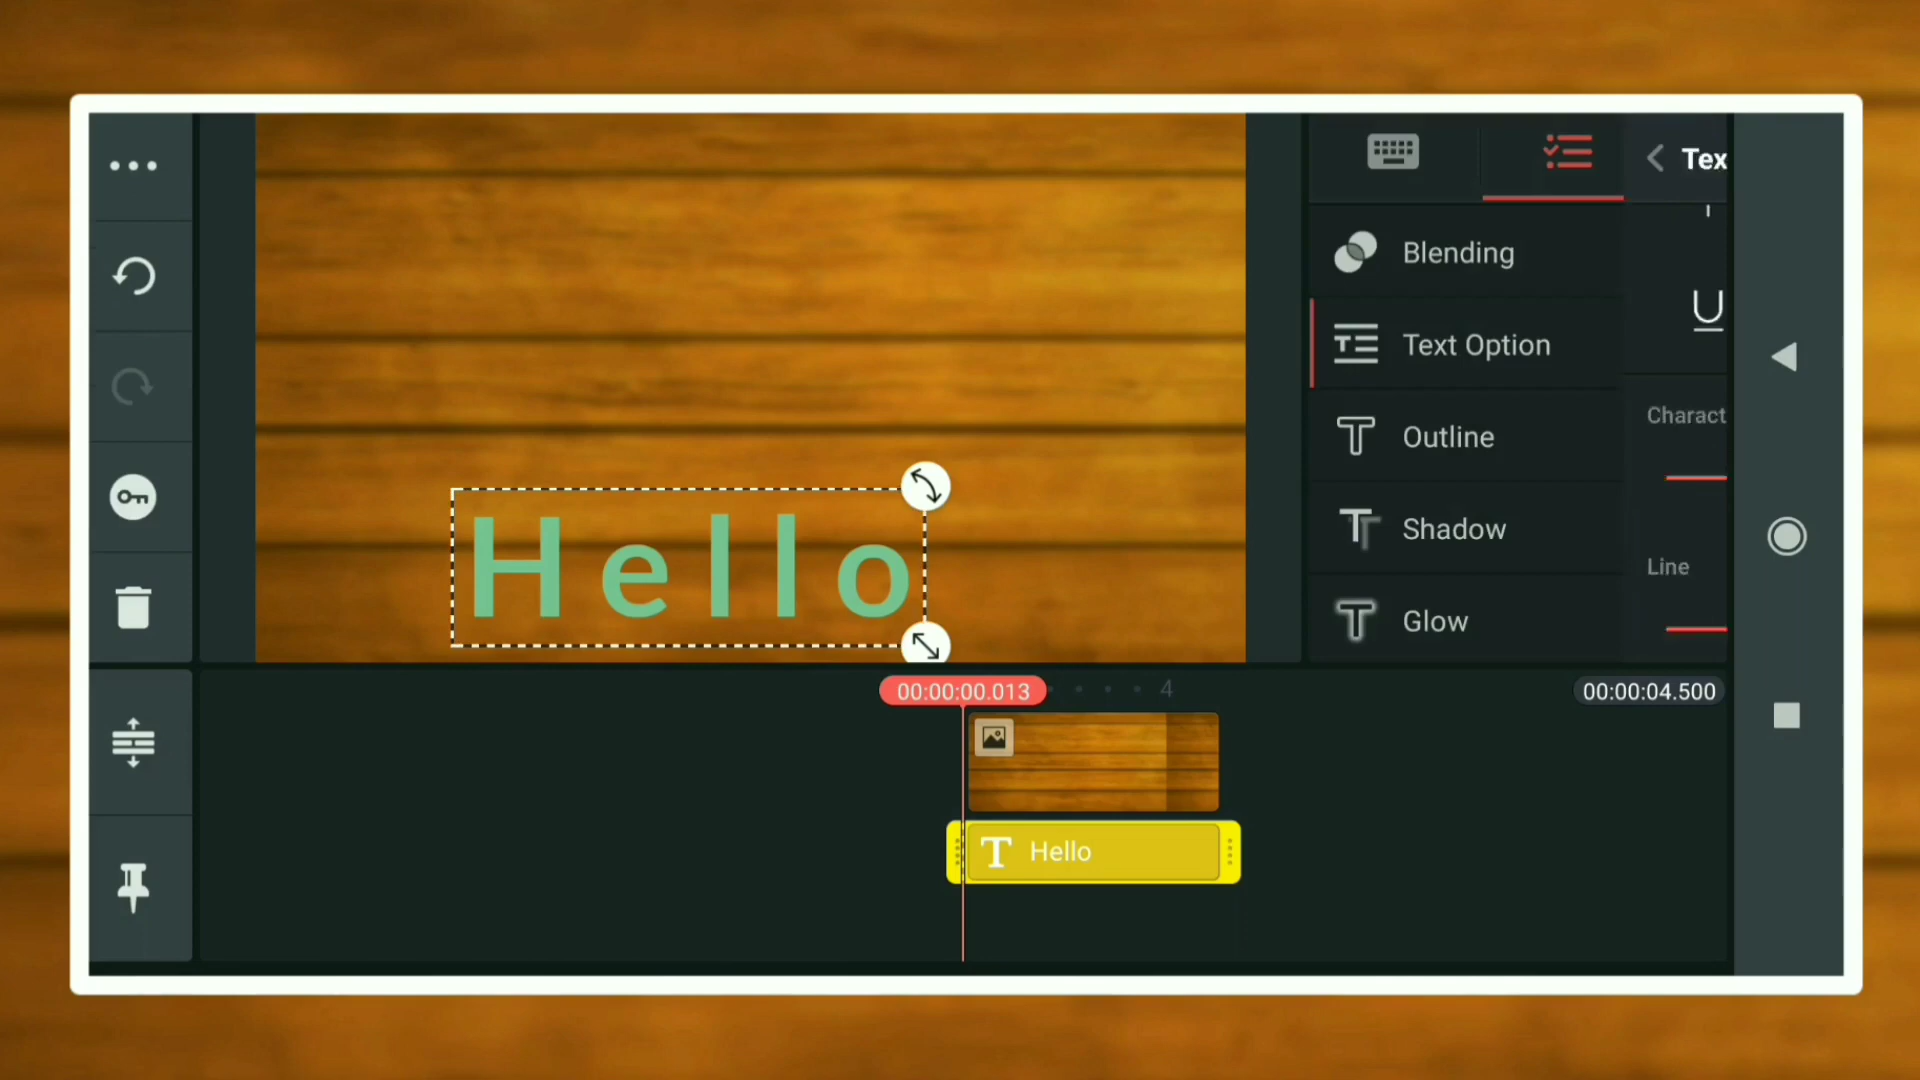 Tex
Blending
U
Text Option
Charact
Outline
Shadow
Line
Glow
Hello
00:00:00.013
4
00:00:04.500
T Hello